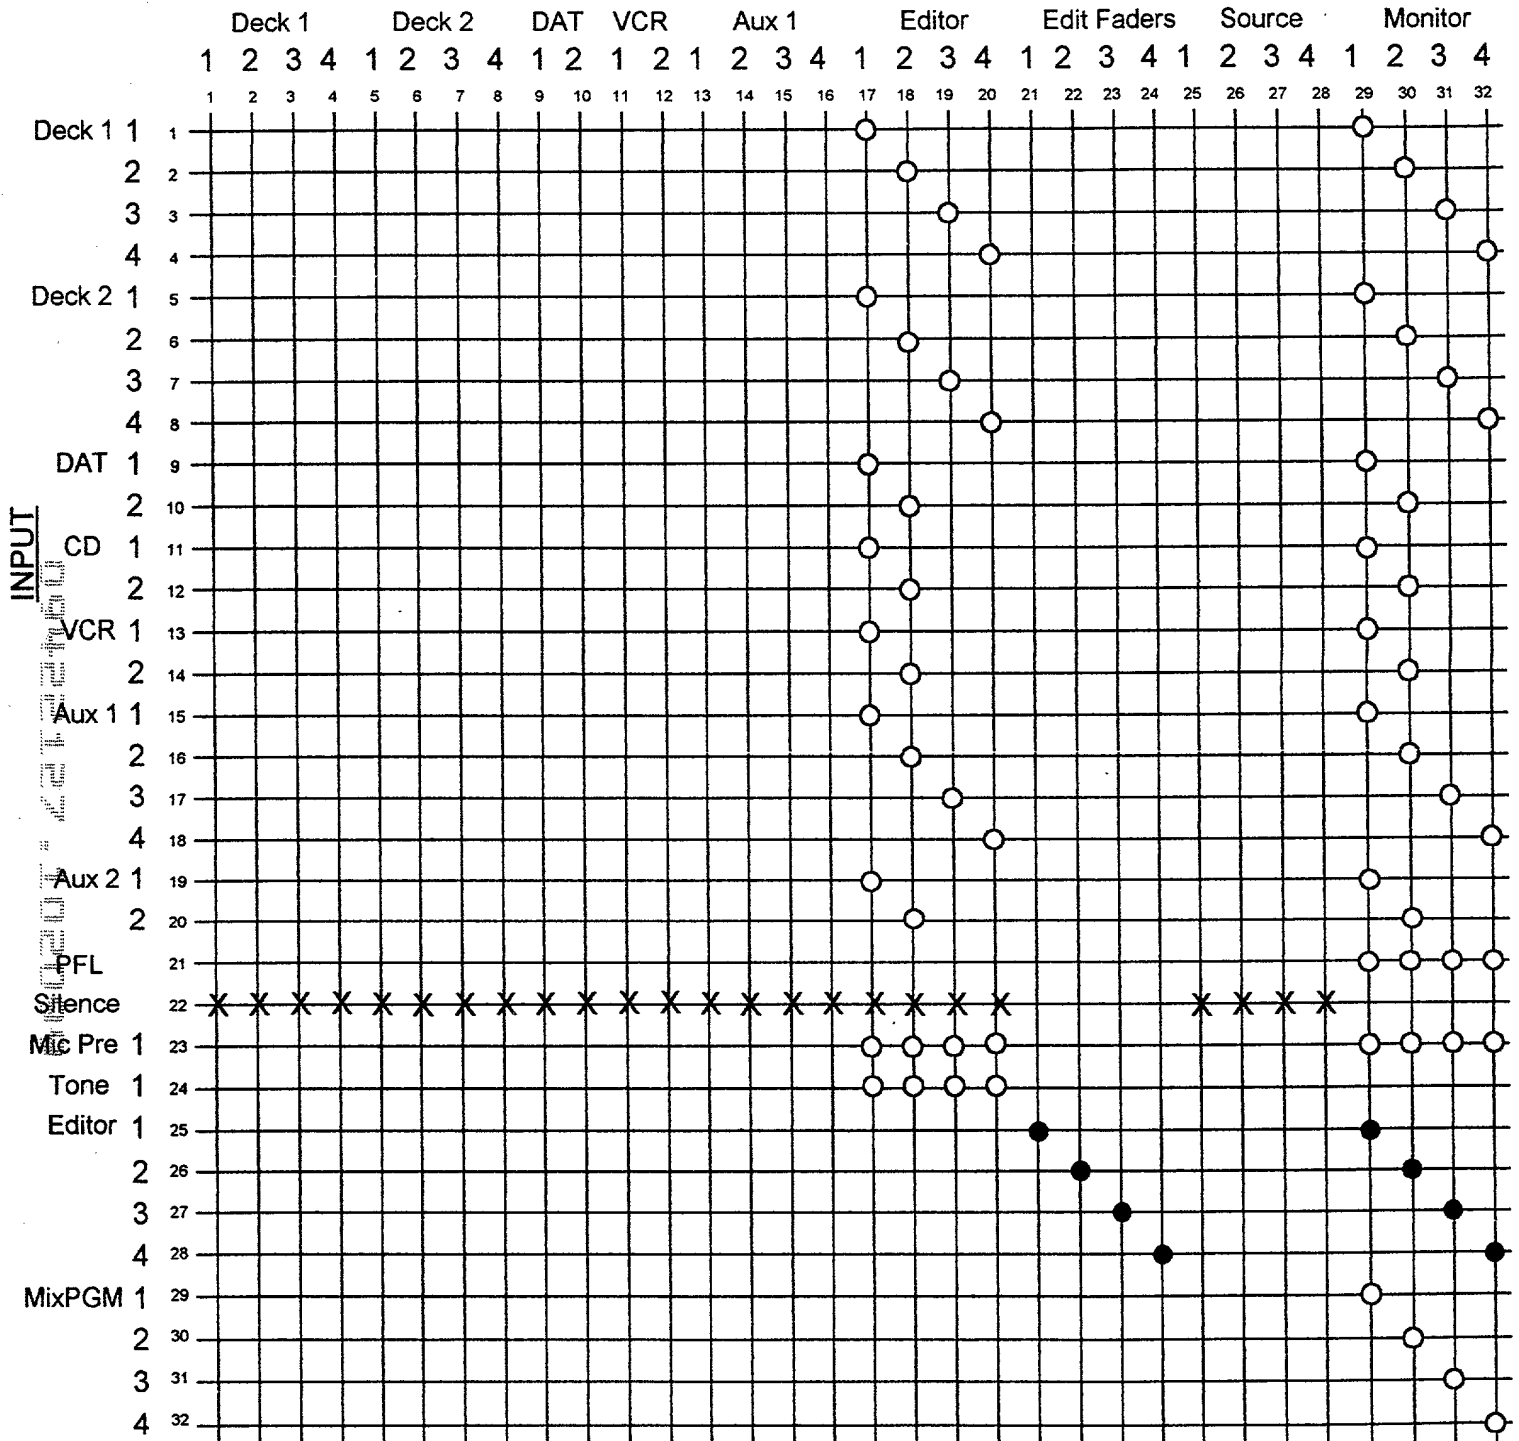 Deck 1 Deck 2 DAT VCR Aux 1 Editor Edit Faders Source Monitor
1 2 3 4 1 2 3 4 1 2 1 2 1 2 3 4 1 2 3 4 1 2 3 4 1 2 3 4 1 2 3 4
1 2 3 4 5 6 7 8 9 10 11 12 13 14 15 16 17 18 19 20 21 22 23 24 25 26 27 28 29 30 31 32
INPUT
Deck 1 1 1
2 2
3 3
4 4
Deck 2 1 5
2 6
3 7
4 8
DAT 1 9
2 10
CD 1 11
2 12
VCR 1 13
2 14
Aux 1 1 15
2 16
3 17
4 18
Aux 2 1 19
2 20
PFL 21
Silence 22 X X X X X X X X X X X X X X X X X X X X X X X X
Mic Pre 1 23
Tone 1 24
Editor 1 25
2 26
3 27
4 28
MixPGM 1 29
2 30
3 31
4 32